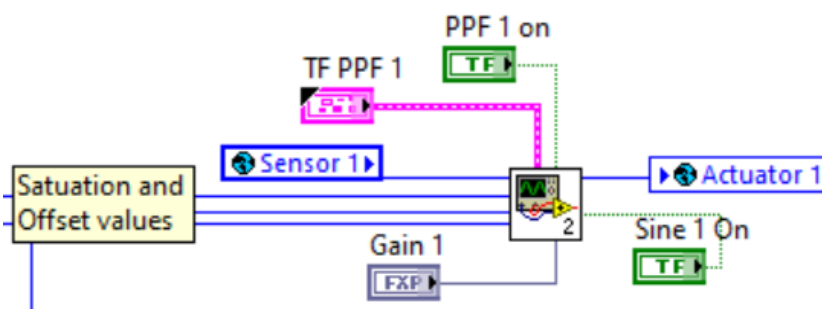 PPF 1 on
TF
TF PPF 1
Sensor 1
Actuator 1
Satuation and
Offset values
2
Gain 1
FXP
Sine 1 On
TF